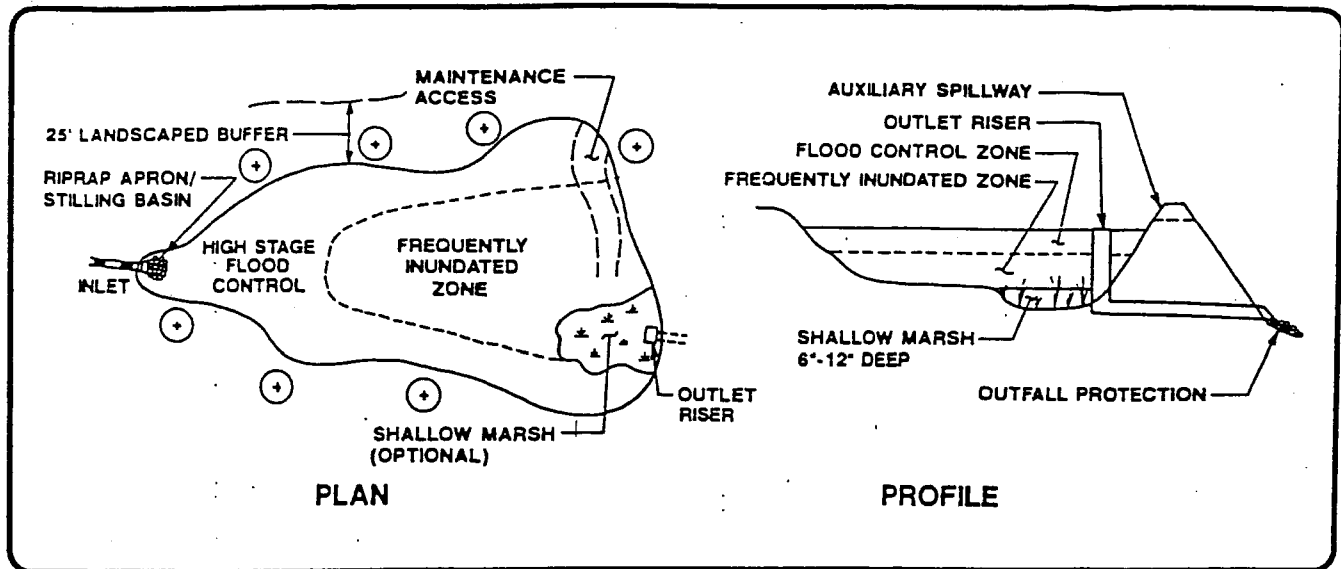 MAINTENANCE
ACCESS
25' LANDSCAPED BUFFER
RIPRAP APRON/
STILLING BASIN
HIGH STAGE
FLOOD
CONTROL
FREQUENTLY
INUNDATED
ZONE
INLET
OUTLET
RISER
SHALLOW MARSH
(OPTIONAL)
PLAN
AUXILIARY SPILLWAY
OUTLET RISER
FLOOD CONTROL ZONE
FREQUENTLY INUNDATED ZONE
SHALLOW MARSH
6"-12" DEEP
OUTFALL PROTECTION
PROFILE